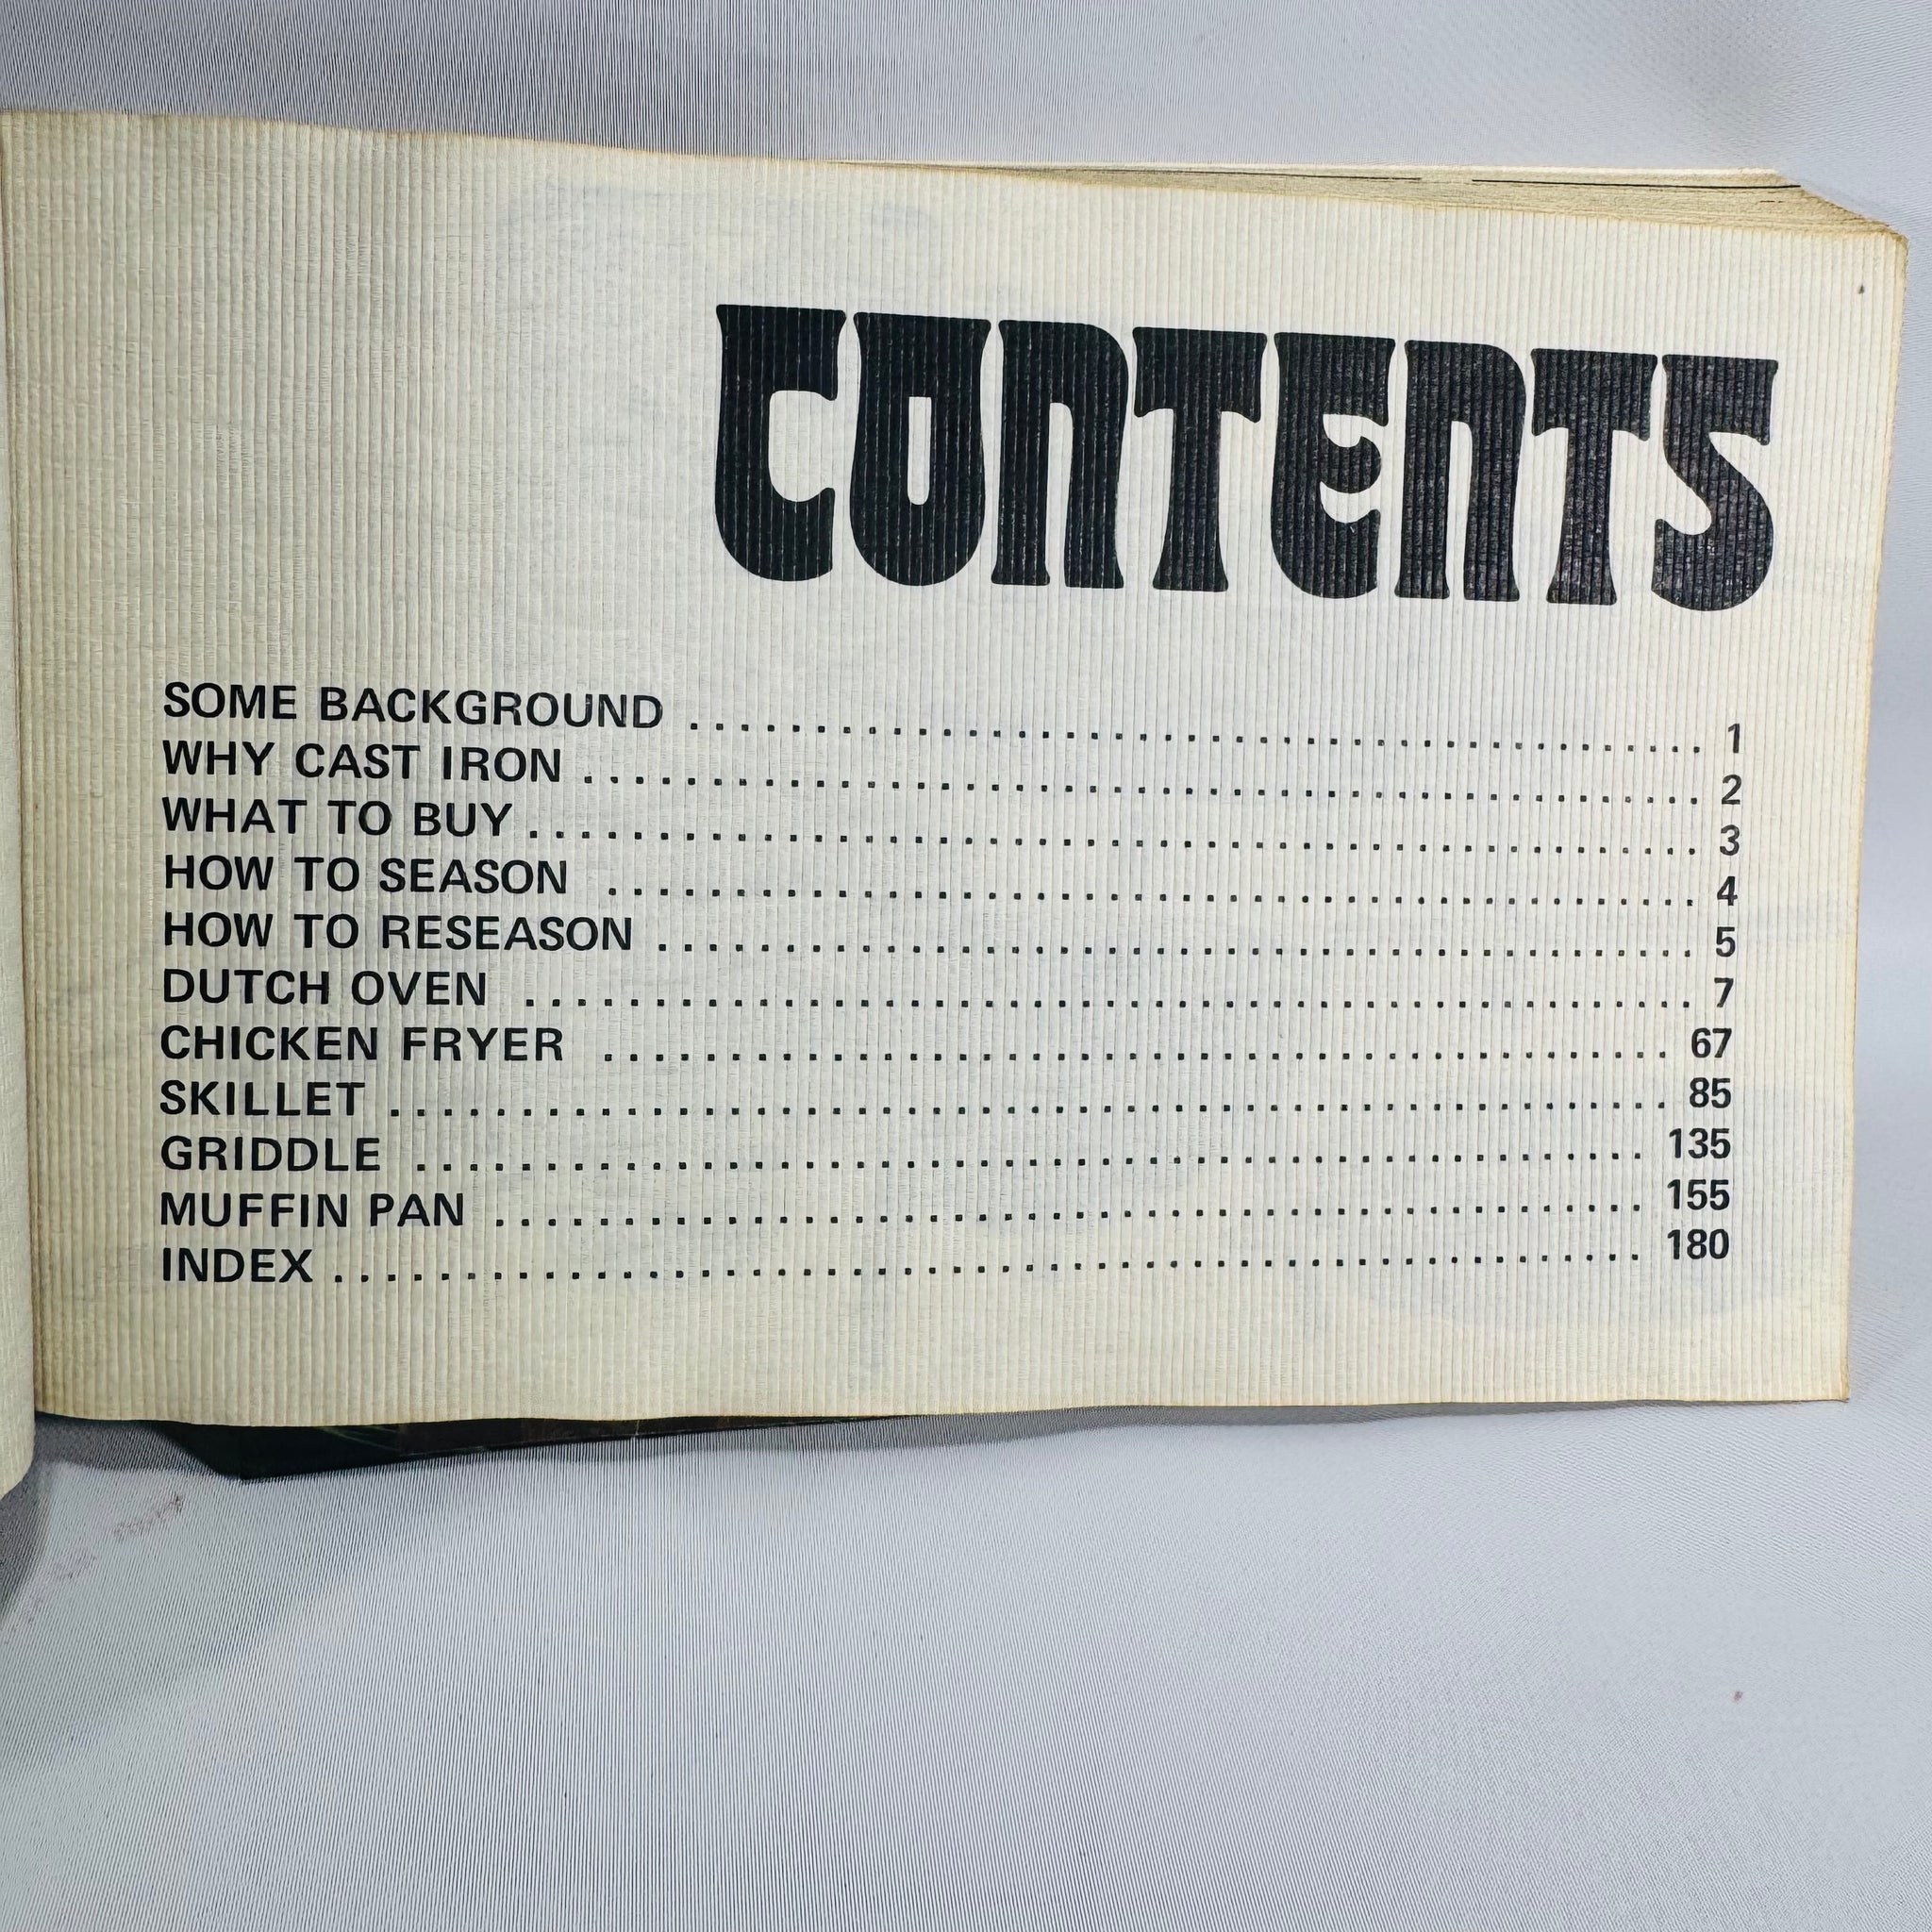 CONTENTS
SOME BACKGROUND ........................................ 1
WHY CAST IRON ........................................... 2
WHAT TO BUY ............................................. 3
HOW TO SEASON .......................................... 4
HOW TO RESEASON ........................................ 5
DUTCH OVEN ............................................. 7
CHICKEN FRYER .......................................... 67
SKILLET ................................................. 85
GRIDDLE ................................................ 135
MUFFIN PAN ............................................. 155
INDEX ................................................... 180